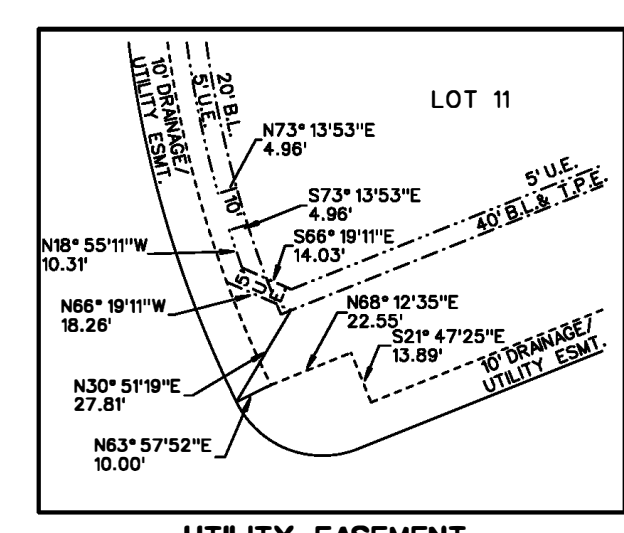 10' DRAINAGE/
UTILITY ESMT.
5' U.E.
20' B.L.
LOT 11
N73° 13'53"E
4.96'
10'
S73° 13'53"E
4.96'
5' U.E.
40' B.L. & T.P.E.
S66° 19'11"E
14.03'
N18° 55'11"W
10.31'
5'
U.E.
N66° 19'11"W
18.26'
N68° 12'35"E
22.55'
S21° 47'25"E
13.89'
10' DRAINAGE/
UTILITY ESMT.
N30° 51'19"E
27.81'
N63° 57'52"E
10.00'
UTILITY EASEMENT